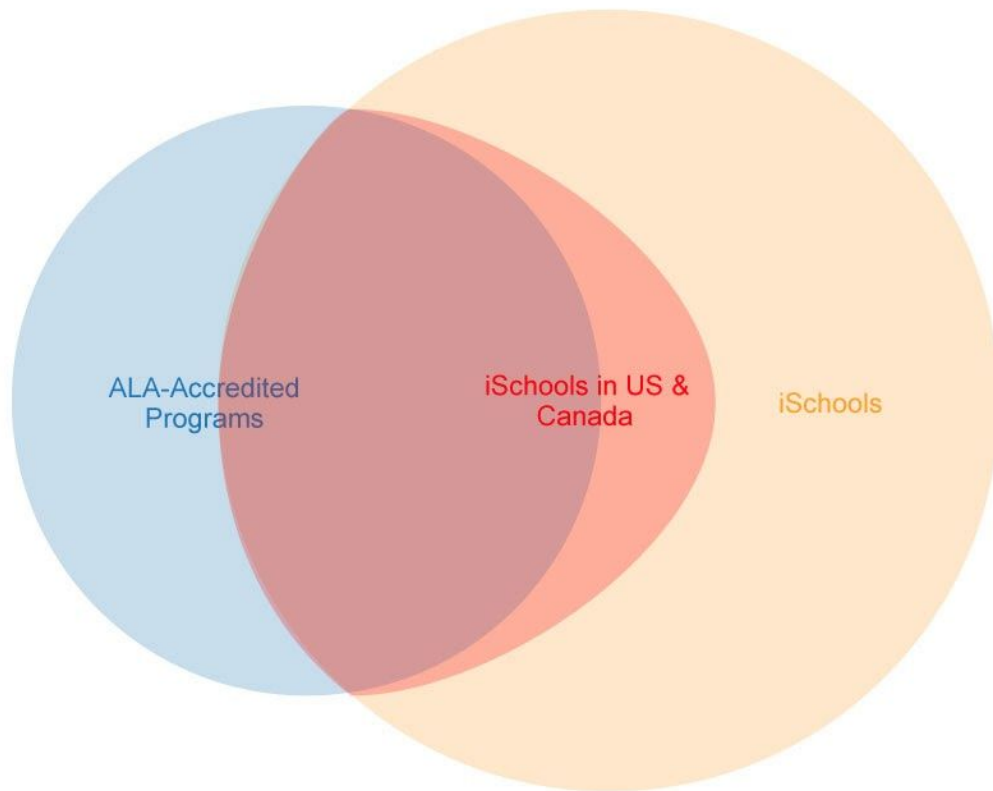 ALA-Accredited
Programs
iSchools in US &
Canada
iSchools